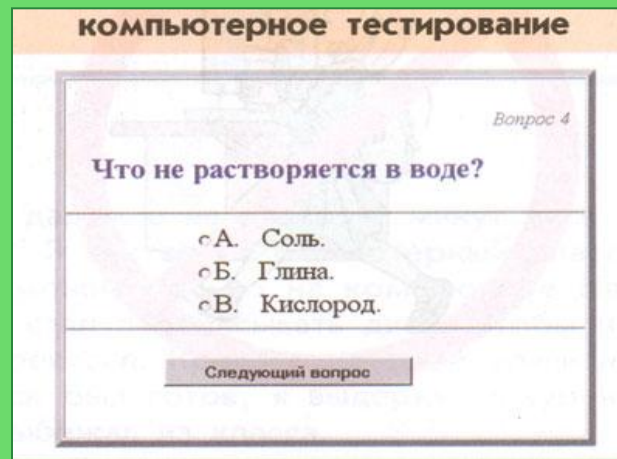 компьютерное тестирование
Вопрос 4
Что не растворяется в воде?
А. Соль.
Б. Глина.
В. Кислород.
Следующий вопрос